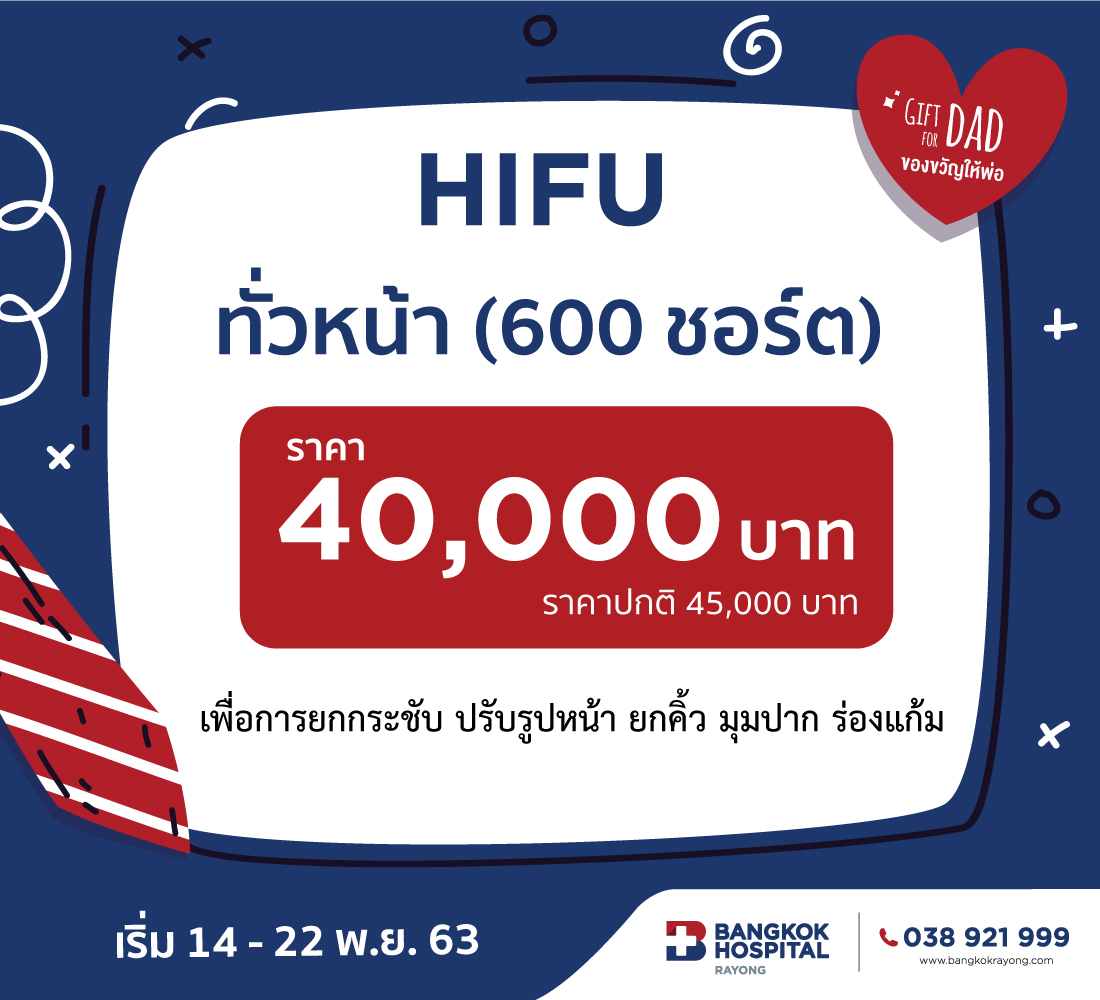 GIFT
FOR DAD
ของขวัญให้พ่อ
HIFU
ทั่วหน้า (600 ชอร์ต)
ราคา
40,000 บาท
ราคาปกติ 45,000 บาท
เพื่อการยกกระชับ ปรับรูปหน้า ยกคิ้ว มุมปาก ร่องแก้ม
เริ่ม 14 - 22 พ.ย. 63
BANGKOK
HOSPITAL
RAYONG
038 921 999
www.bangkokrayong.com